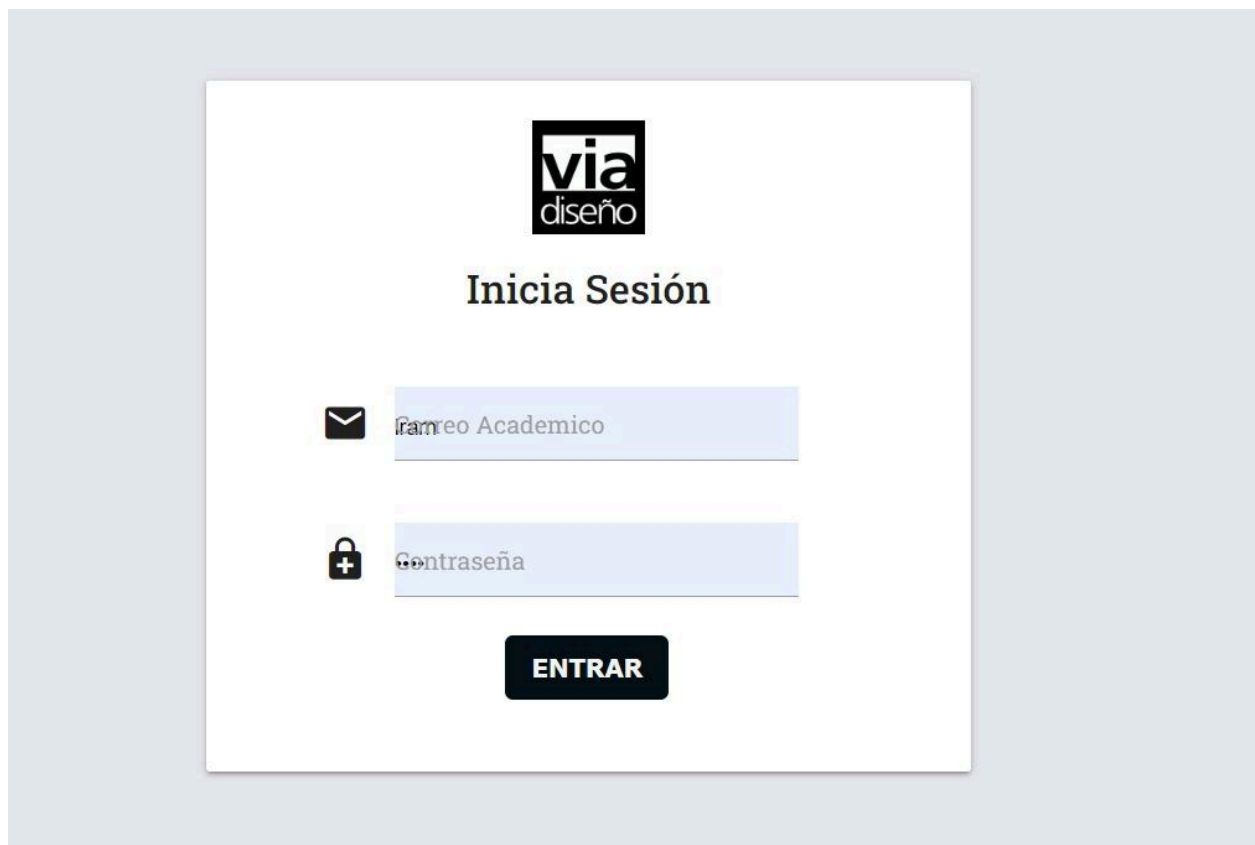 via
diseño
Inicia Sesión
Correo Academico
Contraseña
ENTRAR